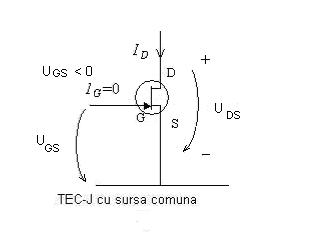 I_D
+
D
U_GS < 0
I_G=0
G
S
U_DS
U_GS
−
TEC-J cu sursa comuna